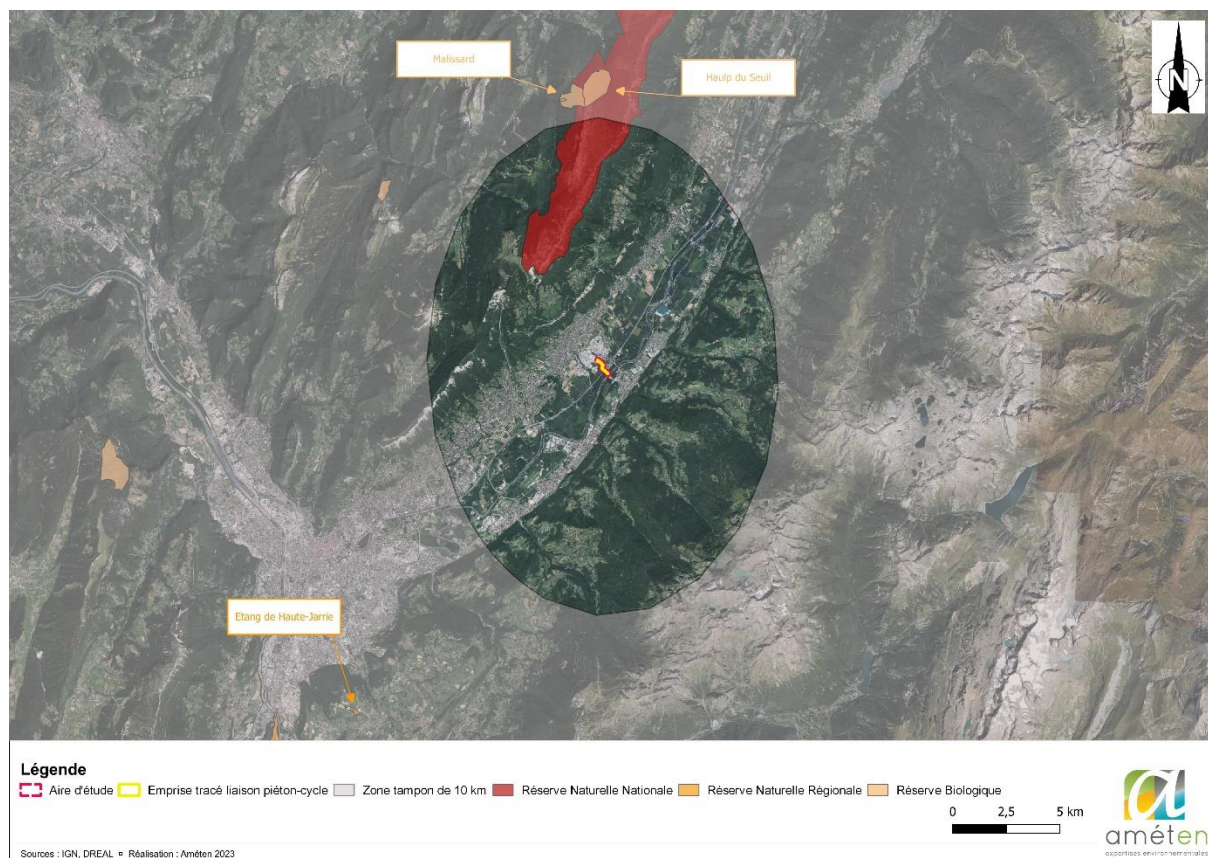 Malissard
Haulp du Seuil
N
Etang de Haute-Jarrie
Légende
Aire d'étude Emprise tracé liaison piéton-cycle Zone tampon de 10 km Réserve Naturelle Nationale Réserve Naturelle Régionale Réserve Biologique
0 2,5 5 km
améten
expertises environnementales
Sources : IGN, DREAL ¤ Réalisation : Améten 2023